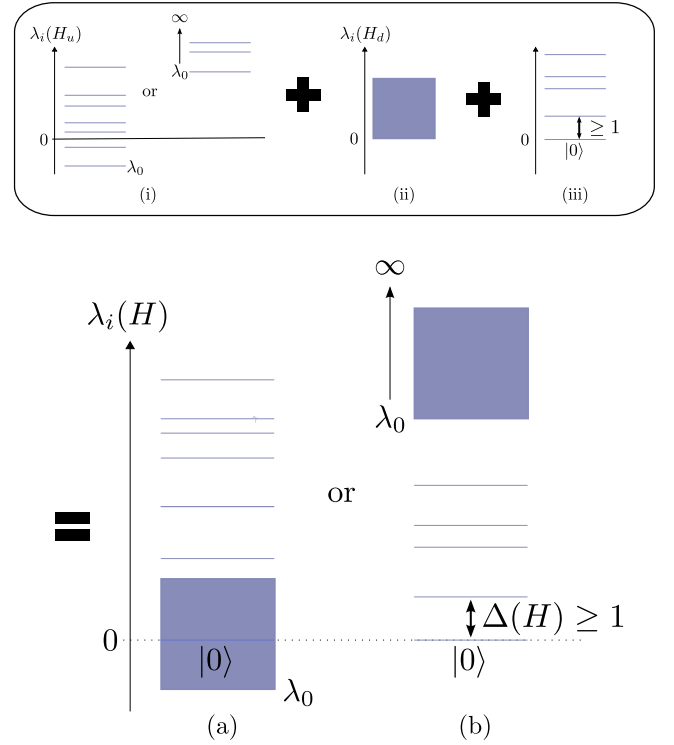 λᵢ(Hᵤ)
∞
λ₀
or
0
λ₀
(i)
λᵢ(H_d)
0
(ii)
≥ 1
0
|0⟩
(iii)
λᵢ(H)
∞
λ₀
or
0
|0⟩
λ₀
Δ(H) ≥ 1
|0⟩
(a)
(b)